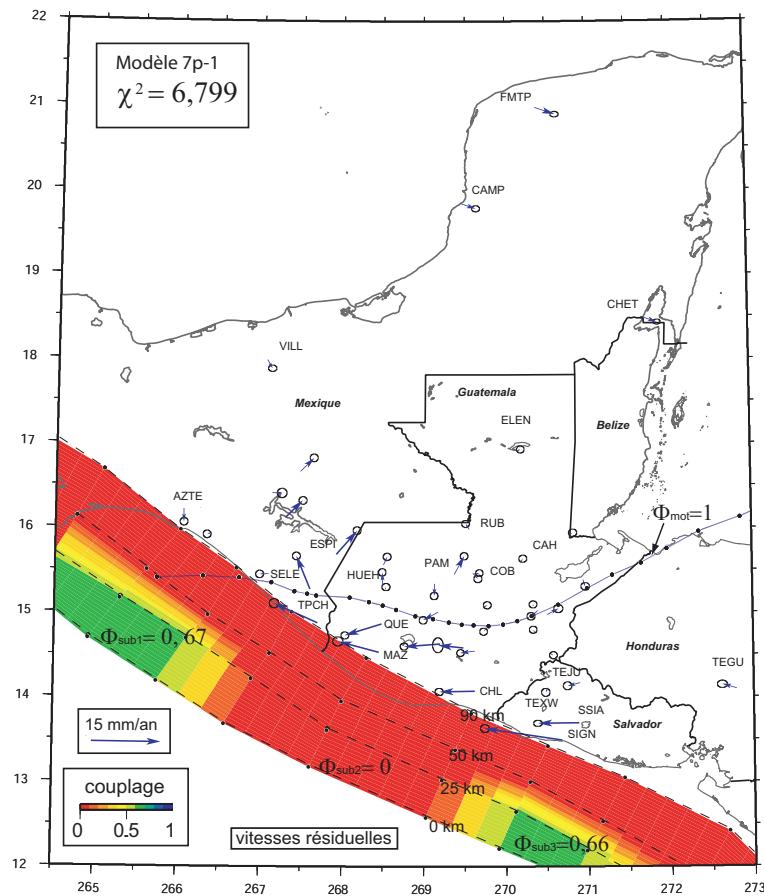 Modèle 7p-1
χ² = 6,799
FMTP
CAMP
CHET
VILL
Mexique
Guatemala
ELEN
Belize
AZTE
Φmot=1
RUB
ESPI
CAH
PAM
HUEH
COB
SELE
TPCH
QUE
Φsub1= 0, 67
MAZ
Honduras
TEJU
TEGU
CHL
TEXW
SSIA
90 km
Salvador
SIGN
15 mm/an
50 km
Φsub2= 0
25 km
couplage
0 0.5 1
0 km
Φsub3=0,66
vitesses résiduelles
22
21
20
19
18
17
16
15
14
13
12
265 266 267 268 269 270 271 272 273